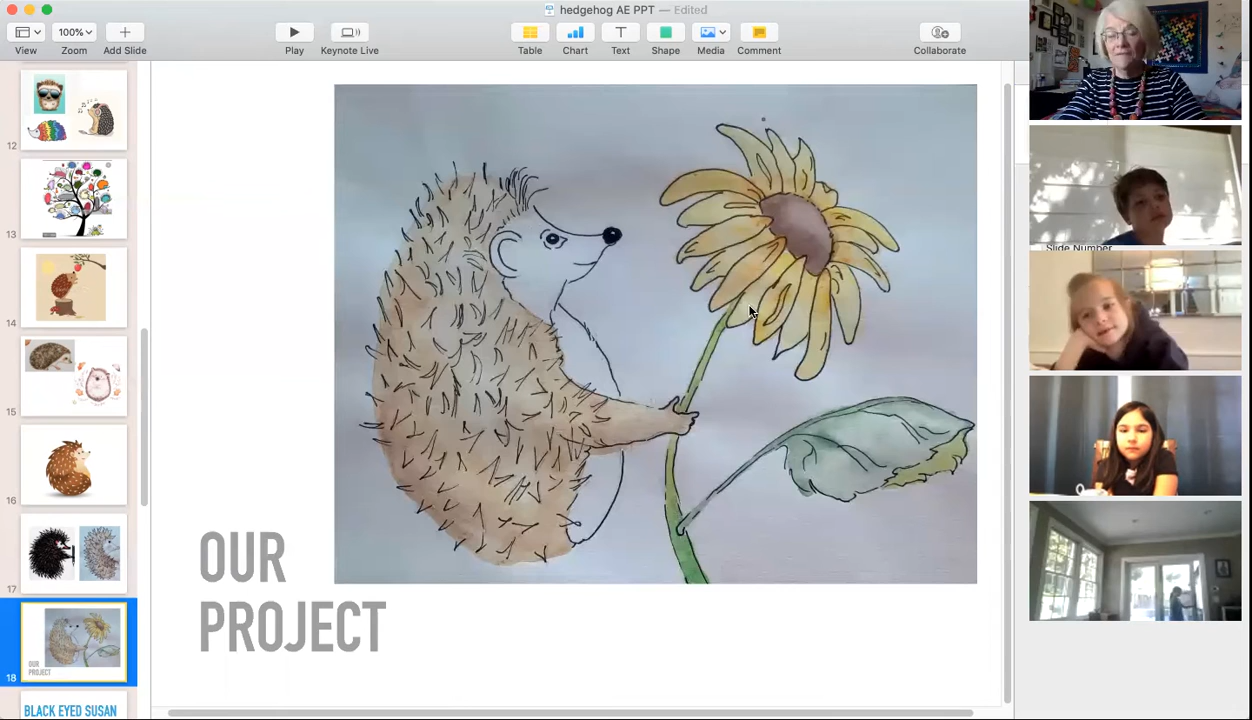 hedgehog AE PPT — Edited
100%
View
Zoom
Add Slide
Play
Keynote Live
Table
Chart
Text
Shape
Media
Comment
Collaborate
12
13
14
15
16
17
18
OUR
PROJECT
BLACK EYED SUSAN
OUR
PROJECT
Slide Number